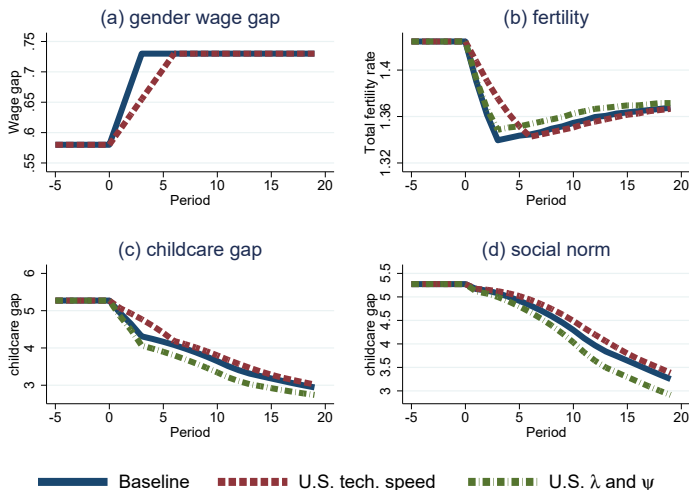 (a) gender wage gap
Wage gap
.75
.7
.65
.6
.55
-5 0 5 10 15 20
Period
(b) fertility
Total fertility rate
1.4
1.36
1.32
-5 0 5 10 15 20
Period
(c) childcare gap
childcare gap
6
5
4
3
-5 0 5 10 15 20
Period
(d) social norm
childcare gap
5.5
5
4.5
4
3.5
3
-5 0 5 10 15 20
Period
Baseline U.S. tech. speed U.S. λ and ψ